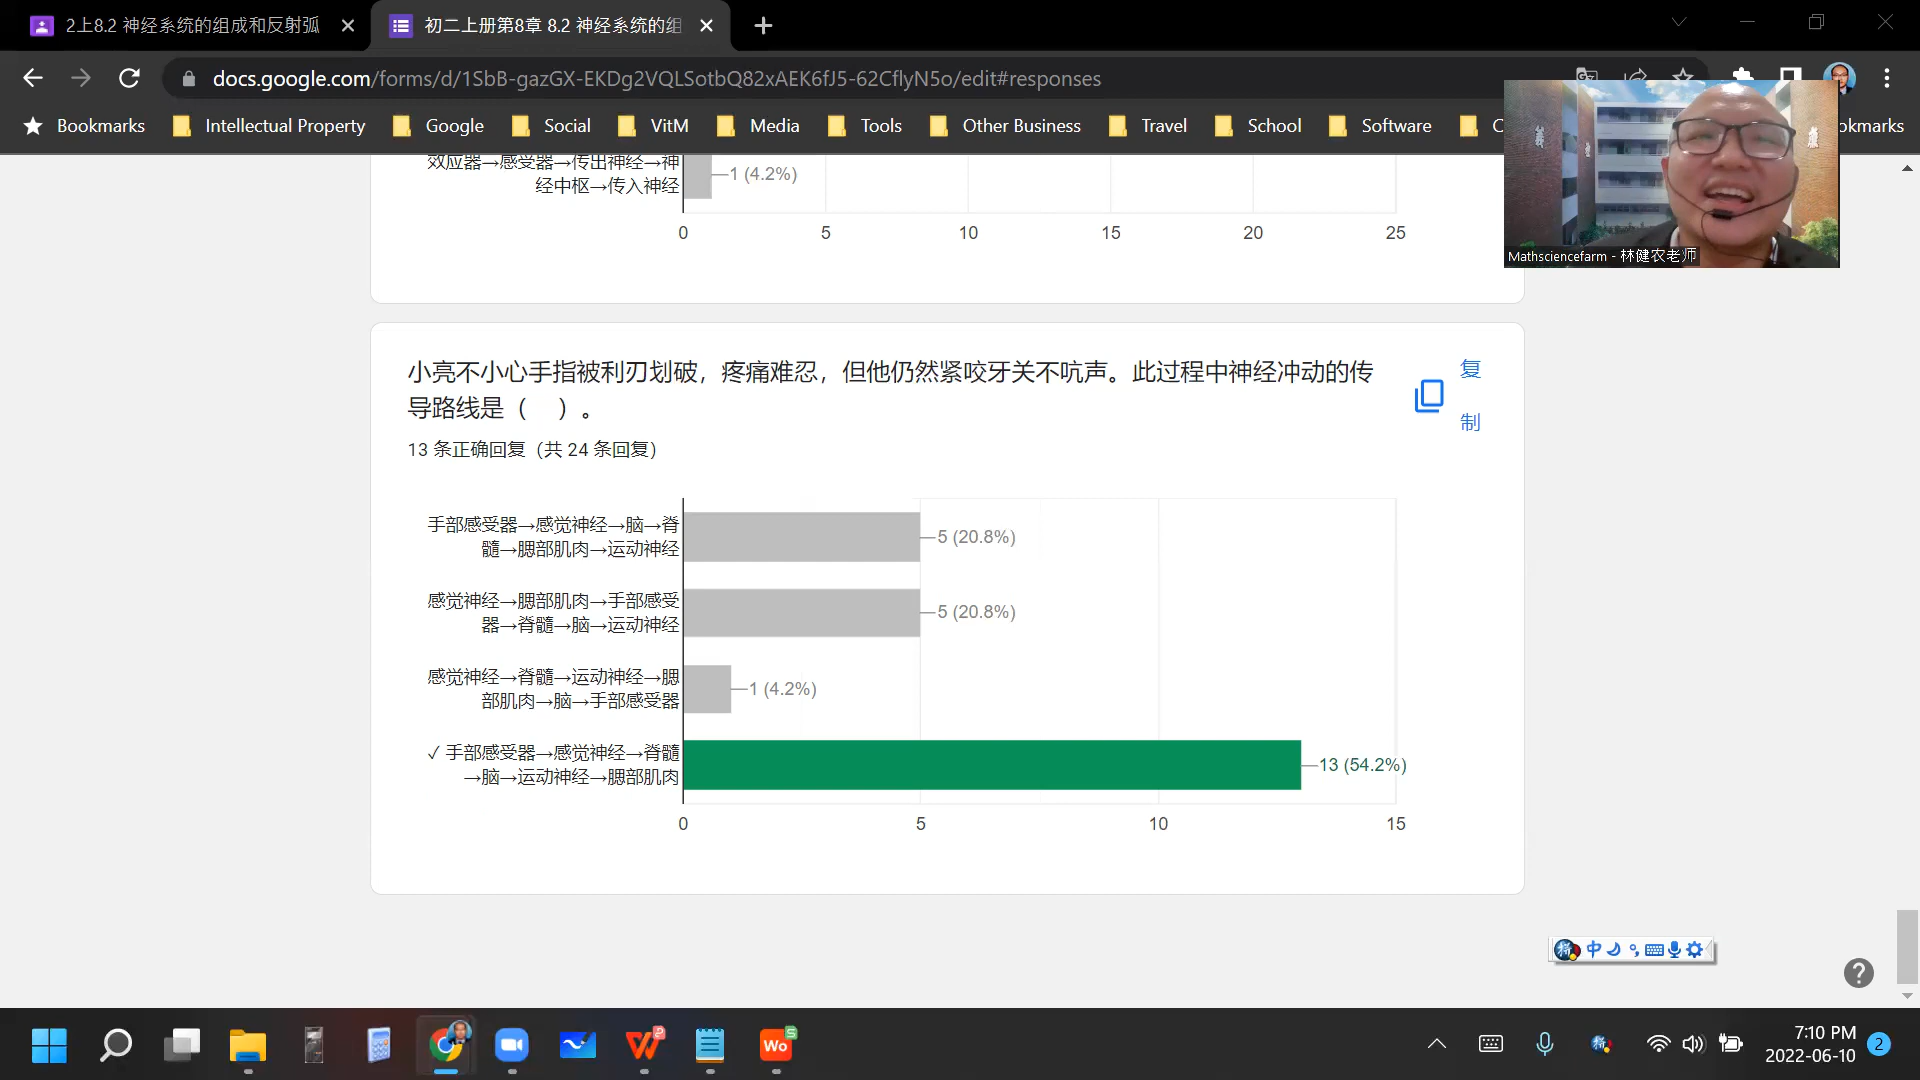 2上8.2 神经系统的组成和反射弧
初二上册第8章 8.2 神经系统的组
docs.google.com/forms/d/1SbB-gazGX-EKDg2VQLSotbQ82xAEK6fJ5-62CflyN5o/edit#responses
Bookmarks
Intellectual Property
Google
Social
VitM
Media
Tools
Other Business
Travel
School
Software
okmarks
Mathsciencefarm - 林健农老师
效应器→感受器→传出神经→神
经中枢→传入神经
1 (4.2%)
0 5 10 15 20 25
小亮不小心手指被利刃划破，疼痛难忍，但他仍然紧咬牙关不吭声。此过程中神经冲动的传
导路线是（ ）。
复
制
13 条正确回复（共 24 条回复）
手部感受器→感觉神经→脑→脊
髓→腮部肌肉→运动神经
5 (20.8%)
感觉神经→腮部肌肉→手部感受
器→脊髓→脑→运动神经
5 (20.8%)
感觉神经→脊髓→运动神经→腮
部肌肉→脑→手部感受器
1 (4.2%)
✓ 手部感受器→感觉神经→脊髓
→脑→运动神经→腮部肌肉
13 (54.2%)
0 5 10 15
中
7:10 PM
2022-06-10
2
Wo